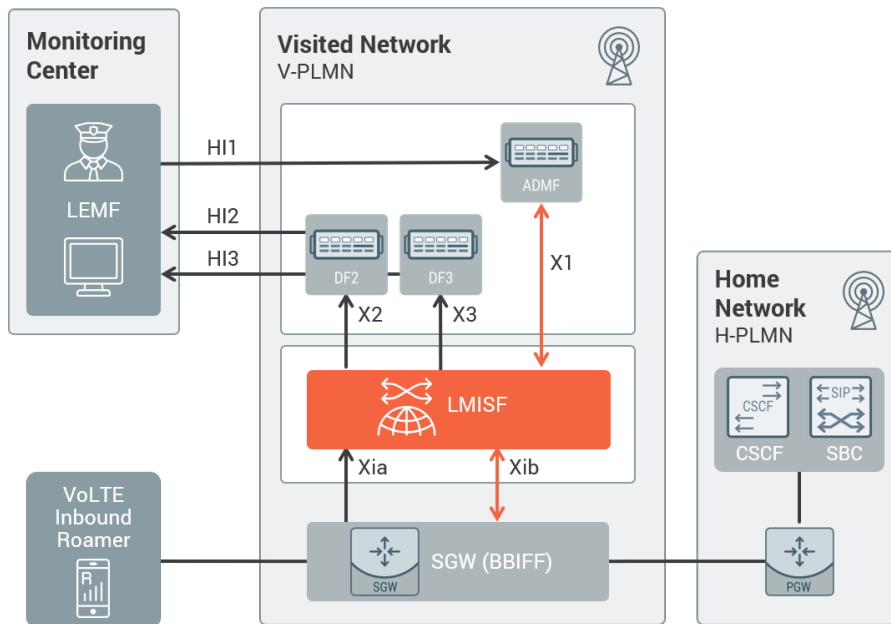 Monitoring
Center
LEMF
Visited Network
V-PLMN
HI1
ADMF
HI2
HI3
DF2
DF3
X1
X2
X3
LMISF
Xia
Xib
VoLTE
Inbound
Roamer
R
SGW (BBIFF)
SGW
Home
Network
H-PLMN
CSCF
SIP
CSCF
SBC
PGW